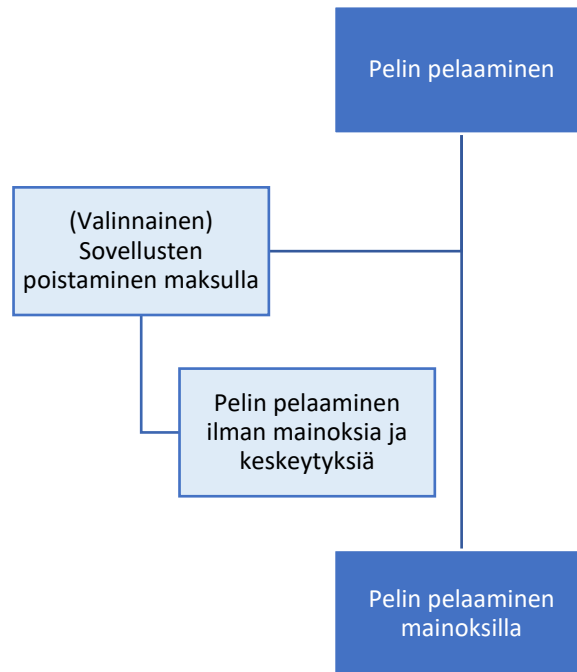 Pelin pelaaminen
(Valinnainen)
Sovellusten
poistaminen maksulla
Pelin pelaaminen
ilman mainoksia ja
keskeytyksiä
Pelin pelaaminen
mainoksilla